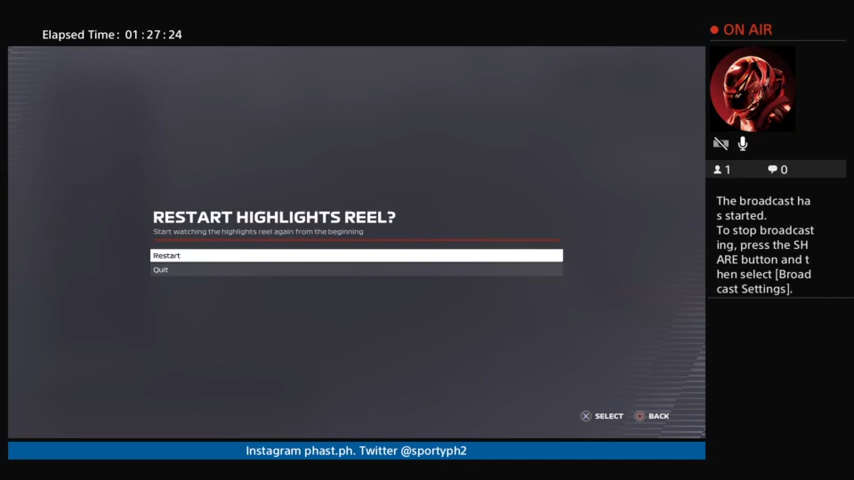 Elapsed Time: 01:27:24
ON AIR
1 0
The broadcast ha
s started.
To stop broadcast
ing, press the SH
ARE button and t
hen select [Broad
cast Settings].
RESTART HIGHLIGHTS REEL?
Start watching the highlights reel again from the beginning
Restart
Quit
SELECT BACK
Instagram phast.ph. Twitter @sportyph2